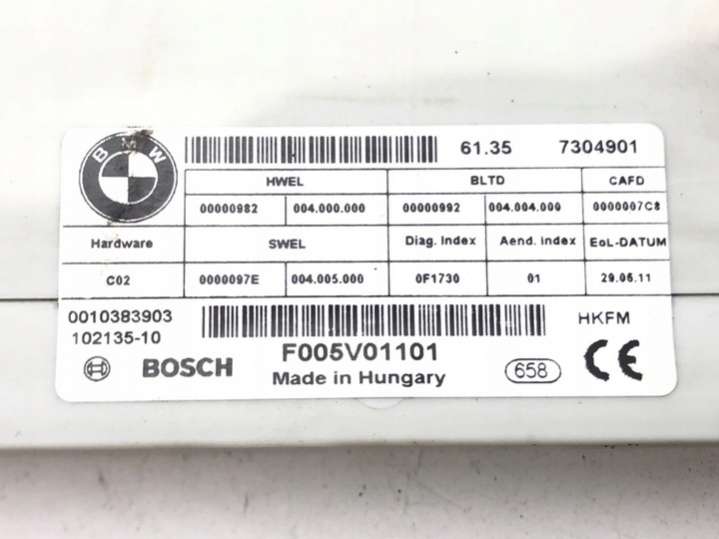 BMW
61.35 7304901
HWEL BLTD CAFD
00000982 004.000.000 00000992 004.004.000 0000007C8
Hardware SWEL Diag. Index Aend. Index EoL-DATUM
C02 0000097E 004.005.000 0F1730 01 29.06.11
0010383903 HKFM
102135-10
BOSCH F005V01101
Made in Hungary 658 CE